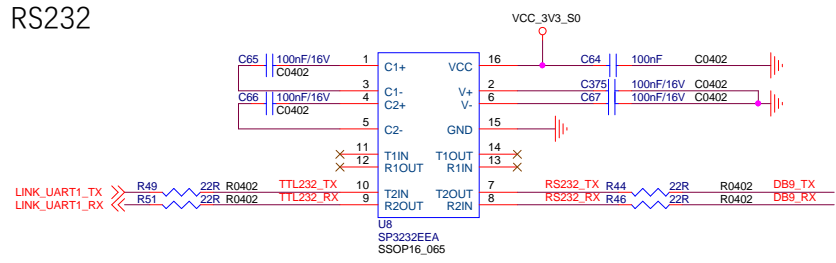 RS232
VCC_3V3_S0
C65 100nF/16V 1 C1+ VCC 16 C64 100nF C0402
C0402
3 C1- V+ 2 C375 100nF/16V C0402
C66 100nF/16V 4 C2+ V- 6 C67 100nF/16V C0402
C0402
5 C2- GND 15
11 T1IN T1OUT 14
12 R1OUT R1IN 13
LINK_UART1_TX R49 22R R0402 TTL232_TX 10 T2IN T2OUT 7 RS232_TX R44 22R R0402 DB9_TX
LINK_UART1_RX R51 22R R0402 TTL232_RX 9 R2OUT R2IN 8 RS232_RX R46 22R R0402 DB9_RX
U8
SP3232EEA
SSOP16_065